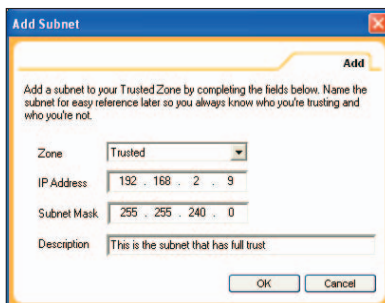 Add Subnet
Add
Add a subnet to your Trusted Zone by completing the fields below. Name the
subnet for easy reference later so you always know who you're trusting and
who you're not.
Zone Trusted
IP Address 192 . 168 . 2 . 9
Subnet Mask 255 . 255 . 240 . 0
Description This is the subnet that has full trust
OK Cancel